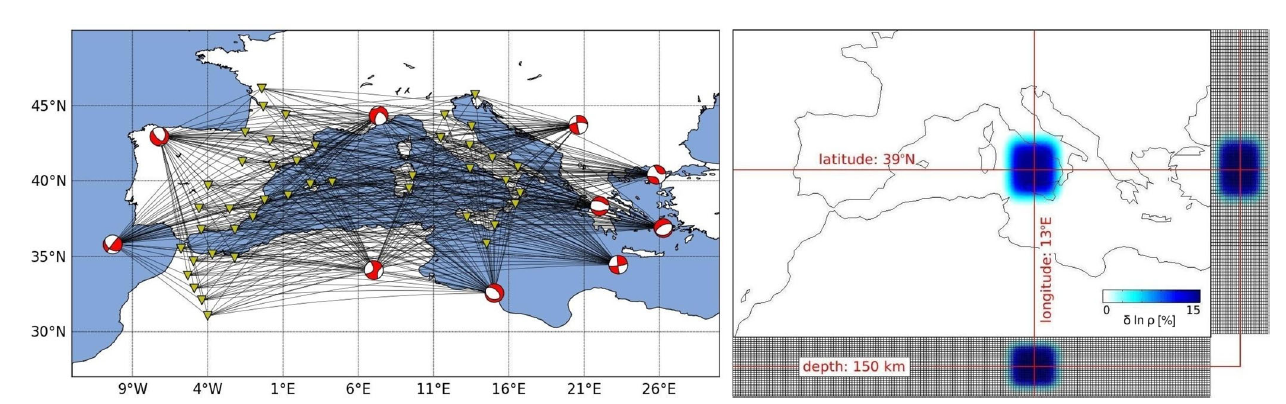 45°N
40°N
35°N
30°N
9°W 4°W 1°E 6°E 11°E 16°E 21°E 26°E
latitude: 39°N
longitude: 13°E
0 15
δ ln ρ [%]
depth: 150 km